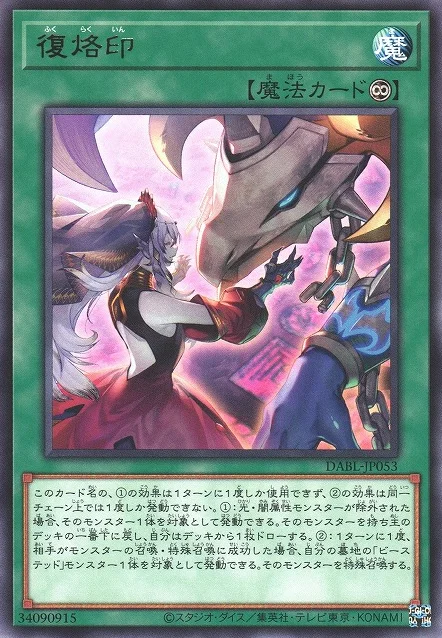 ふく らく いん
復烙印
魔
ま ほう
【魔法カード】
DABL-JP053
このカード名の、①の効果は1ターンに1度しか使用できず、②の効果は同一
チェーン上では1度しか発動できない。①:光・闇属性モンスターが除外された
場合、そのモンスター1体を対象として発動できる。そのモンスターを持ち主の
デッキの一番下に戻し、自分はデッキから1枚ドローする。②:1ターンに1度、
相手がモンスターの召喚・特殊召喚に成功した場合、自分の墓地の「ビース
テッド」モンスター1体を対象として発動できる。そのモンスターを特殊召喚する。
34090915
©スタジオ・ダイス/集英社・テレビ東京・KONAMI